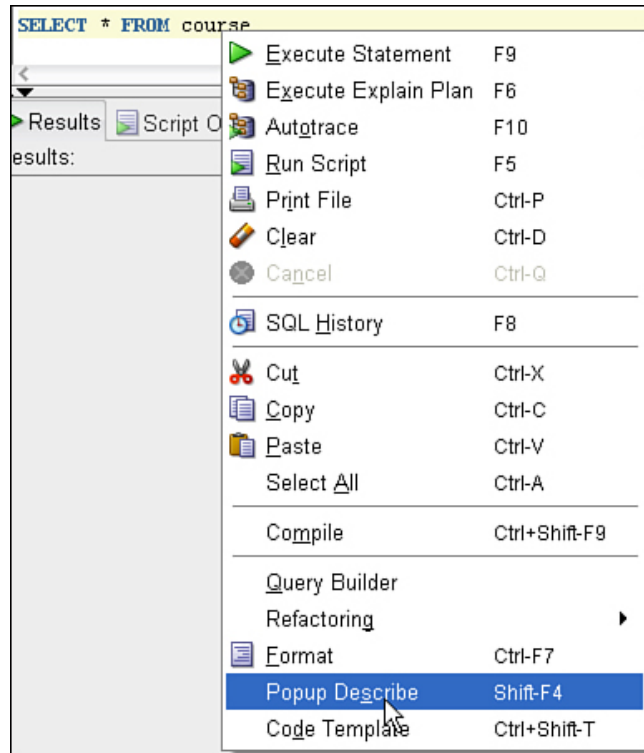 SELECT * FROM course
Results Script O
esults:
Execute Statement F9
Execute Explain Plan F6
Autotrace F10
Run Script F5
Print File Ctrl-P
Clear Ctrl-D
Cancel Ctrl-Q
SQL History F8
Cut Ctrl-X
Copy Ctrl-C
Paste Ctrl-V
Select All Ctrl-A
Compile Ctrl+Shift-F9
Query Builder
Refactoring
Format Ctrl-F7
Popup Describe Shift-F4
Code Template Ctrl+Shift-T